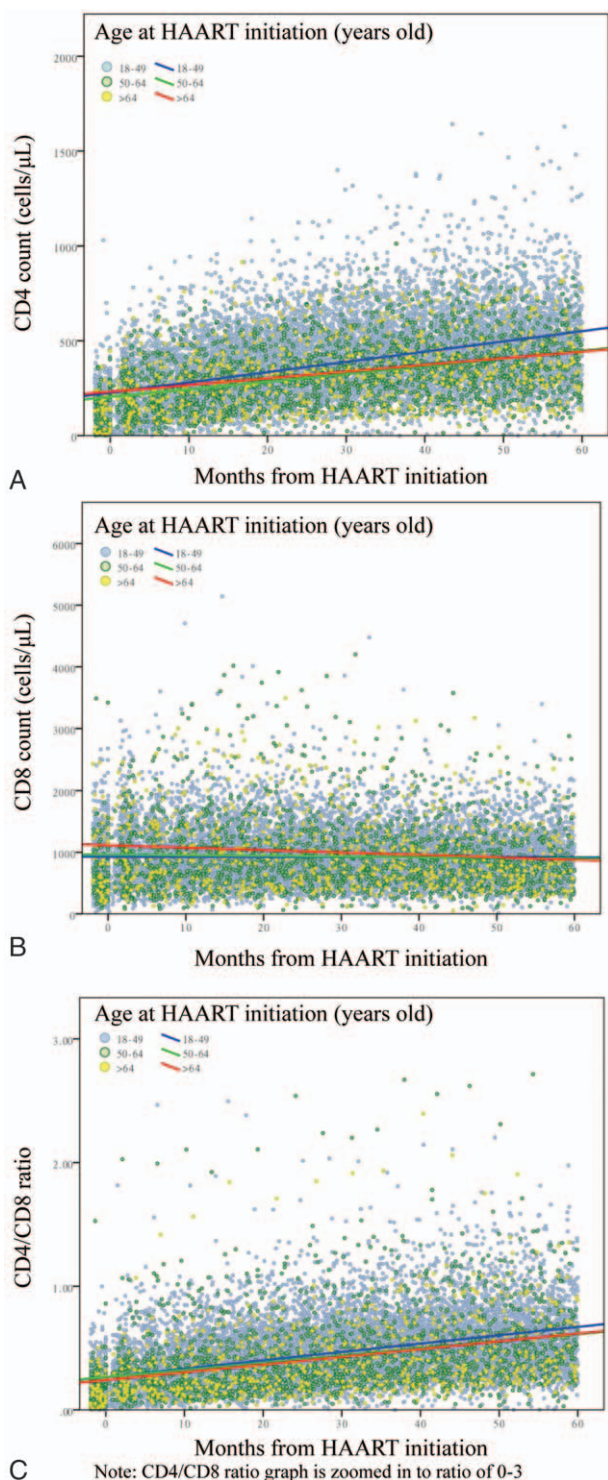 Age at HAART initiation (years old)
18-49 18-49
50-64 50-64
>64 >64
2000
1500
1000
500
0
CD4 count (cells/μL)
0 10 20 30 40 50 60
Months from HAART initiation
A
Age at HAART initiation (years old)
18-49 18-49
50-64 50-64
>64 >64
6000
5000
4000
3000
2000
1000
0
CD8 count (cells/μL)
0 10 20 30 40 50 60
Months from HAART initiation
B
Age at HAART initiation (years old)
18-49 18-49
50-64 50-64
>64 >64
3.00
2.00
1.00
.00
CD4/CD8 ratio
0 10 20 30 40 50 60
Months from HAART initiation
C
Note: CD4/CD8 ratio graph is zoomed in to ratio of 0-3